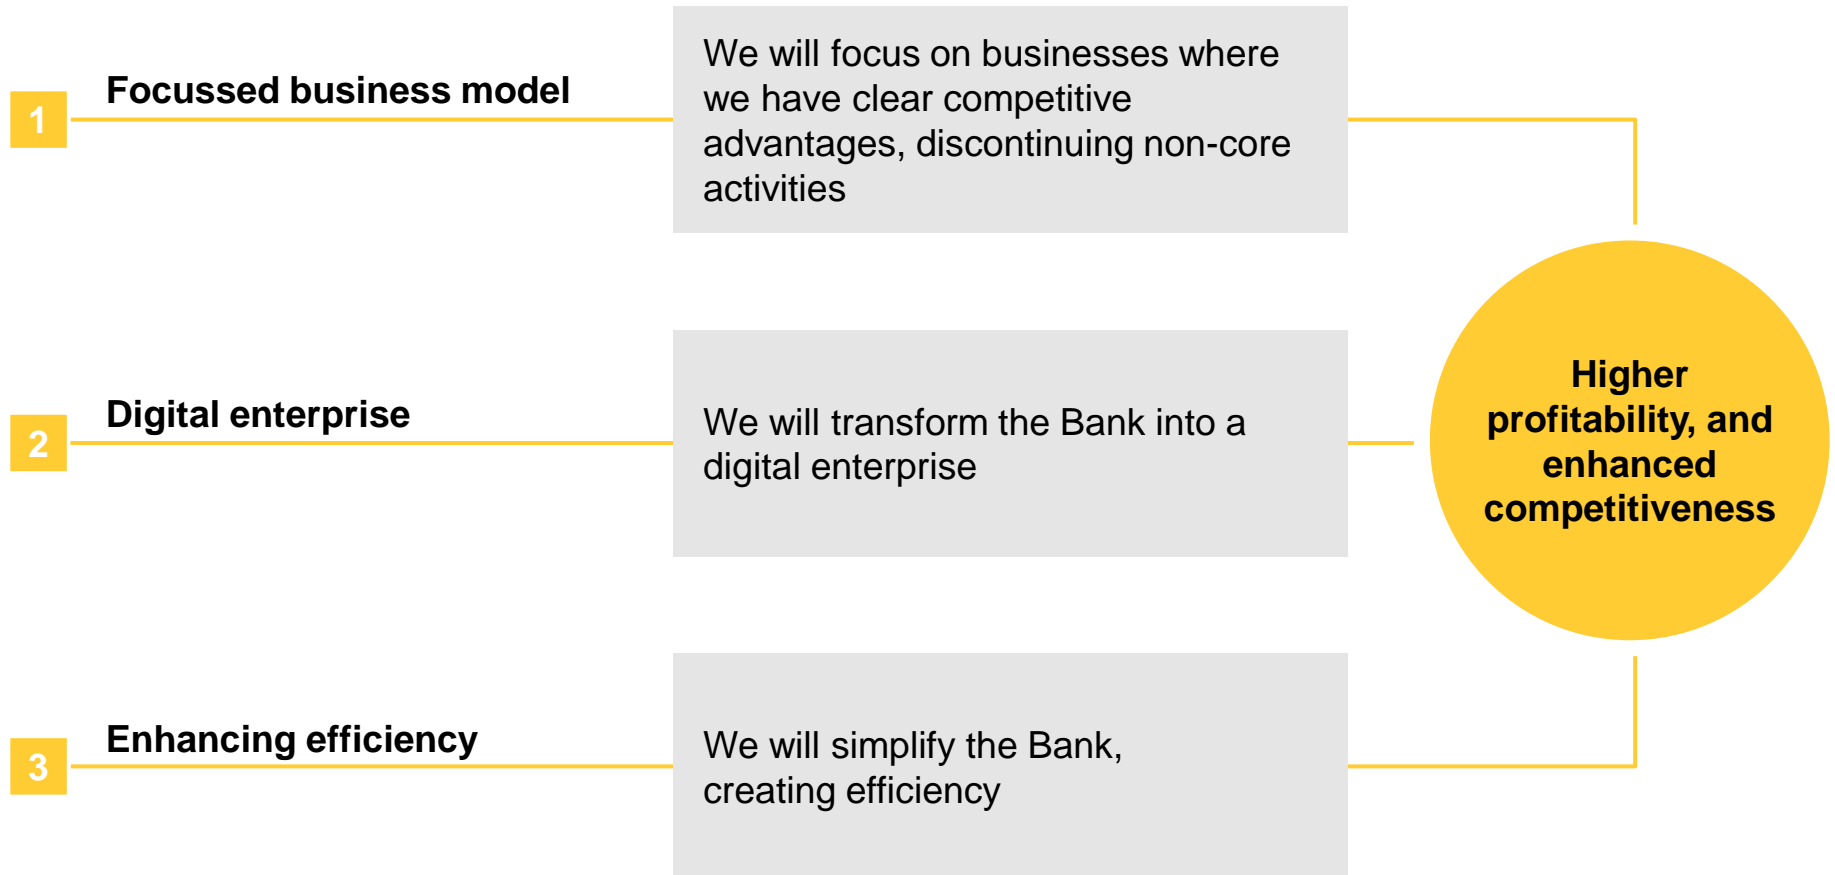 1
Focussed business model
We will focus on businesses where
we have clear competitive
advantages, discontinuing non-core
activities
2
Digital enterprise
We will transform the Bank into a
digital enterprise
3
Enhancing efficiency
We will simplify the Bank,
creating efficiency
Higher
profitability, and
enhanced
competitiveness